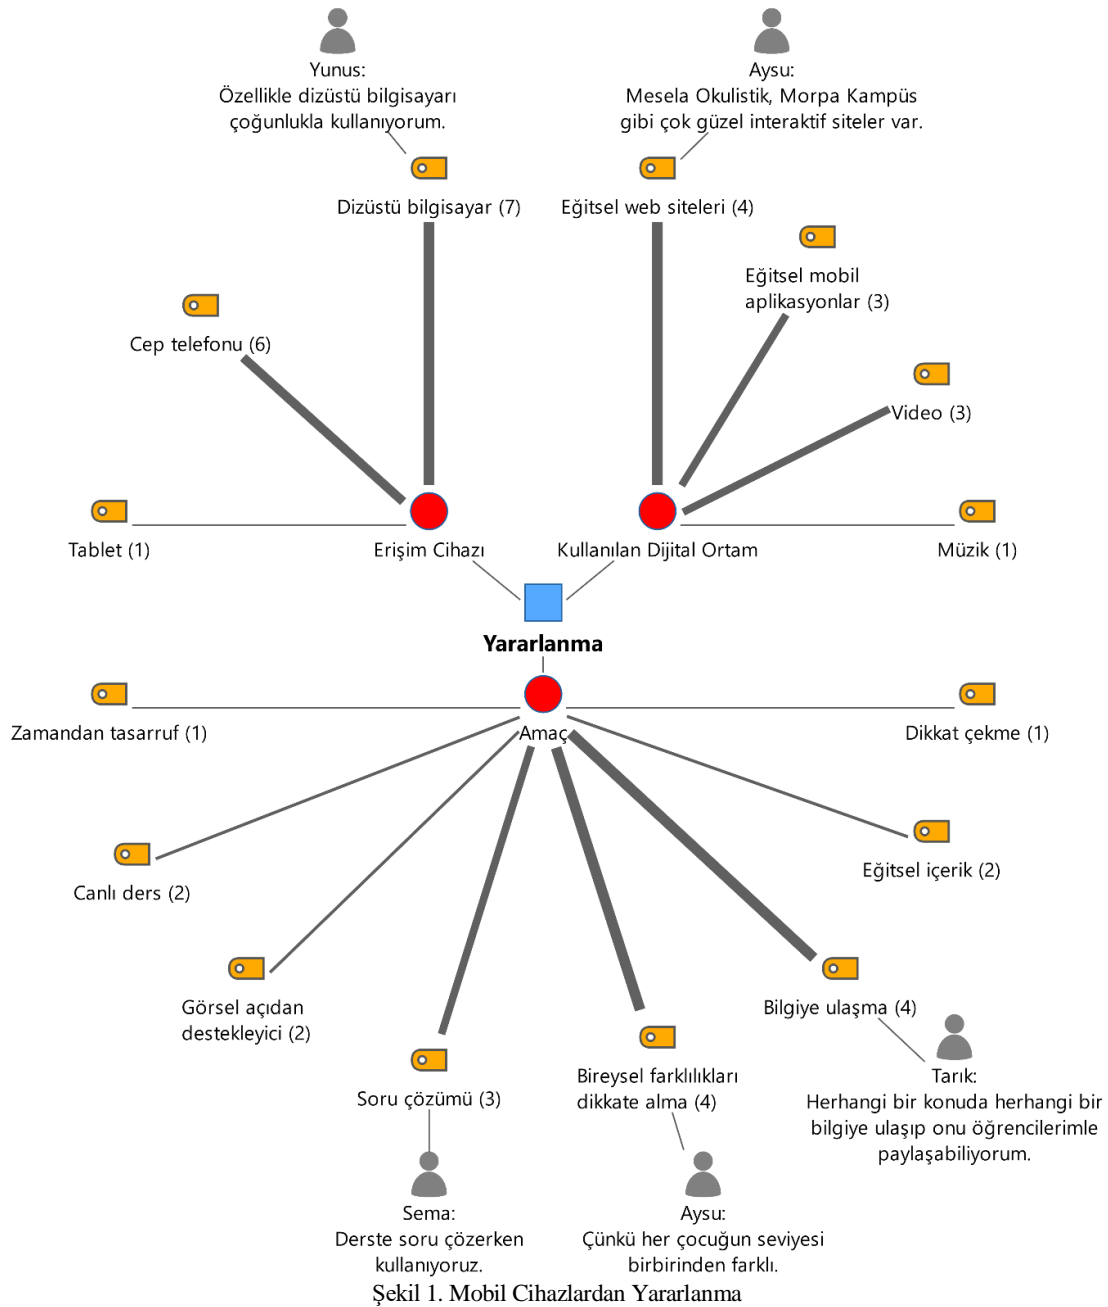 Yunus:
Özellikle dizüstü bilgisayarı
çoğunlukla kullanıyorum.
Aysu:
Mesela Okulistik, Morpa Kampüs
gibi çok güzel interaktif siteler var.
Dizüstü bilgisayar (7)
Eğitsel web siteleri (4)
Eğitsel mobil
aplikasyonlar (3)
Cep telefonu (6)
Video (3)
Tablet (1)
Erişim Cihazı
Kullanılan Dijital Ortam
Müzik (1)
Yararlanma
Zamandan tasarruf (1)
Amaç
Dikkat çekme (1)
Canlı ders (2)
Eğitsel içerik (2)
Görsel açıdan
destekleyici (2)
Bilgiye ulaşma (4)
Soru çözümü (3)
Bireysel farklılıkları
dikkate alma (4)
Tarık:
Herhangi bir konuda herhangi bir
bilgiye ulaşıp onu öğrencilerimle
paylaşabiliyorum.
Sema:
Derste soru çözerken
kullanıyoruz.
Aysu:
Çünkü her çocuğun seviyesi
birbirinden farklı.
Şekil 1. Mobil Cihazlardan Yararlanma